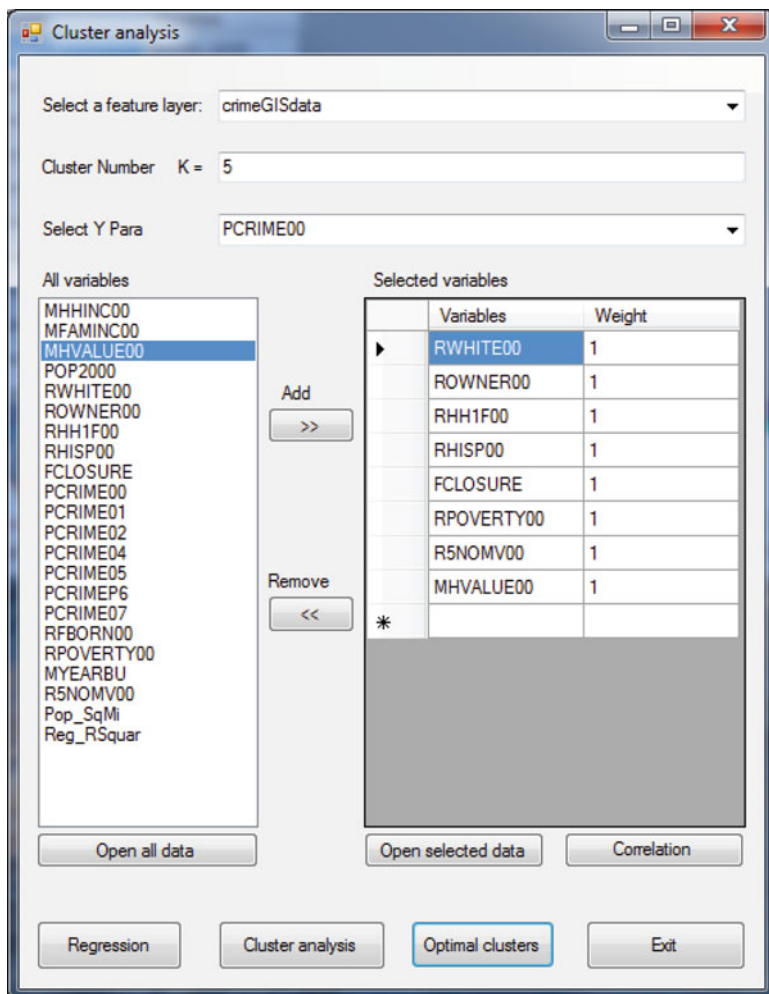 Cluster analysis
Select a feature layer: crimeGISdata
Cluster Number K = 5
Select Y Para PCRIME00
All variables
MHHINC00
MFAMINC00
MHVALUE00
POP2000
RWHITE00
ROWNER00
RHH1F00
RHISP00
FCLOSURE
PCRIME00
PCRIME01
PCRIME02
PCRIME04
PCRIME05
PCRIMEP6
PCRIME07
RFBORN00
RPOVERTY00
MYEARBU
R5NOMV00
Pop_SqMi
Reg_RSquar
Open all data
Add
>>
Remove
<<
Selected variables
Variables Weight
RWHITE00 1
ROWNER00 1
RHH1F00 1
RHISP00 1
FCLOSURE 1
RPOVERTY00 1
R5NOMV00 1
MHVALUE00 1
Open selected data Correlation
Regression Cluster analysis Optimal clusters Exit